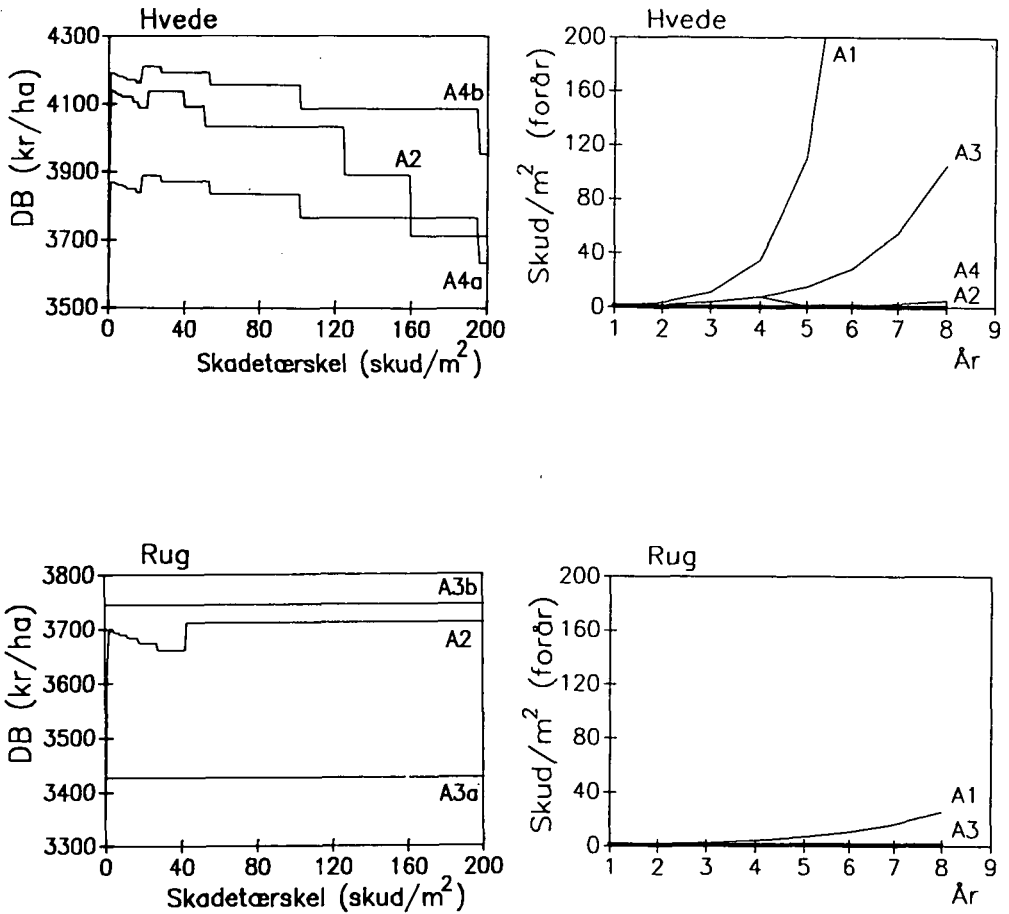 Hvede
4300
4100
3900
3700
3500
DB (kr/ha)
A4b
A2
A4a
0 40 80 120 160 200
Skadetærskel (skud/m²)
Hvede
200
160
120
80
40
0
Skud/m² (forår)
A1
A3
A4
A2
1 2 3 4 5 6 7 8 9
År
Rug
3800
3700
3600
3500
3400
3300
DB (kr/ha)
A3b
A2
A3a
0 40 80 120 160 200
Skadetærskel (skud/m²)
Rug
200
160
120
80
40
0
Skud/m² (forår)
A1
A3
1 2 3 4 5 6 7 8 9
År